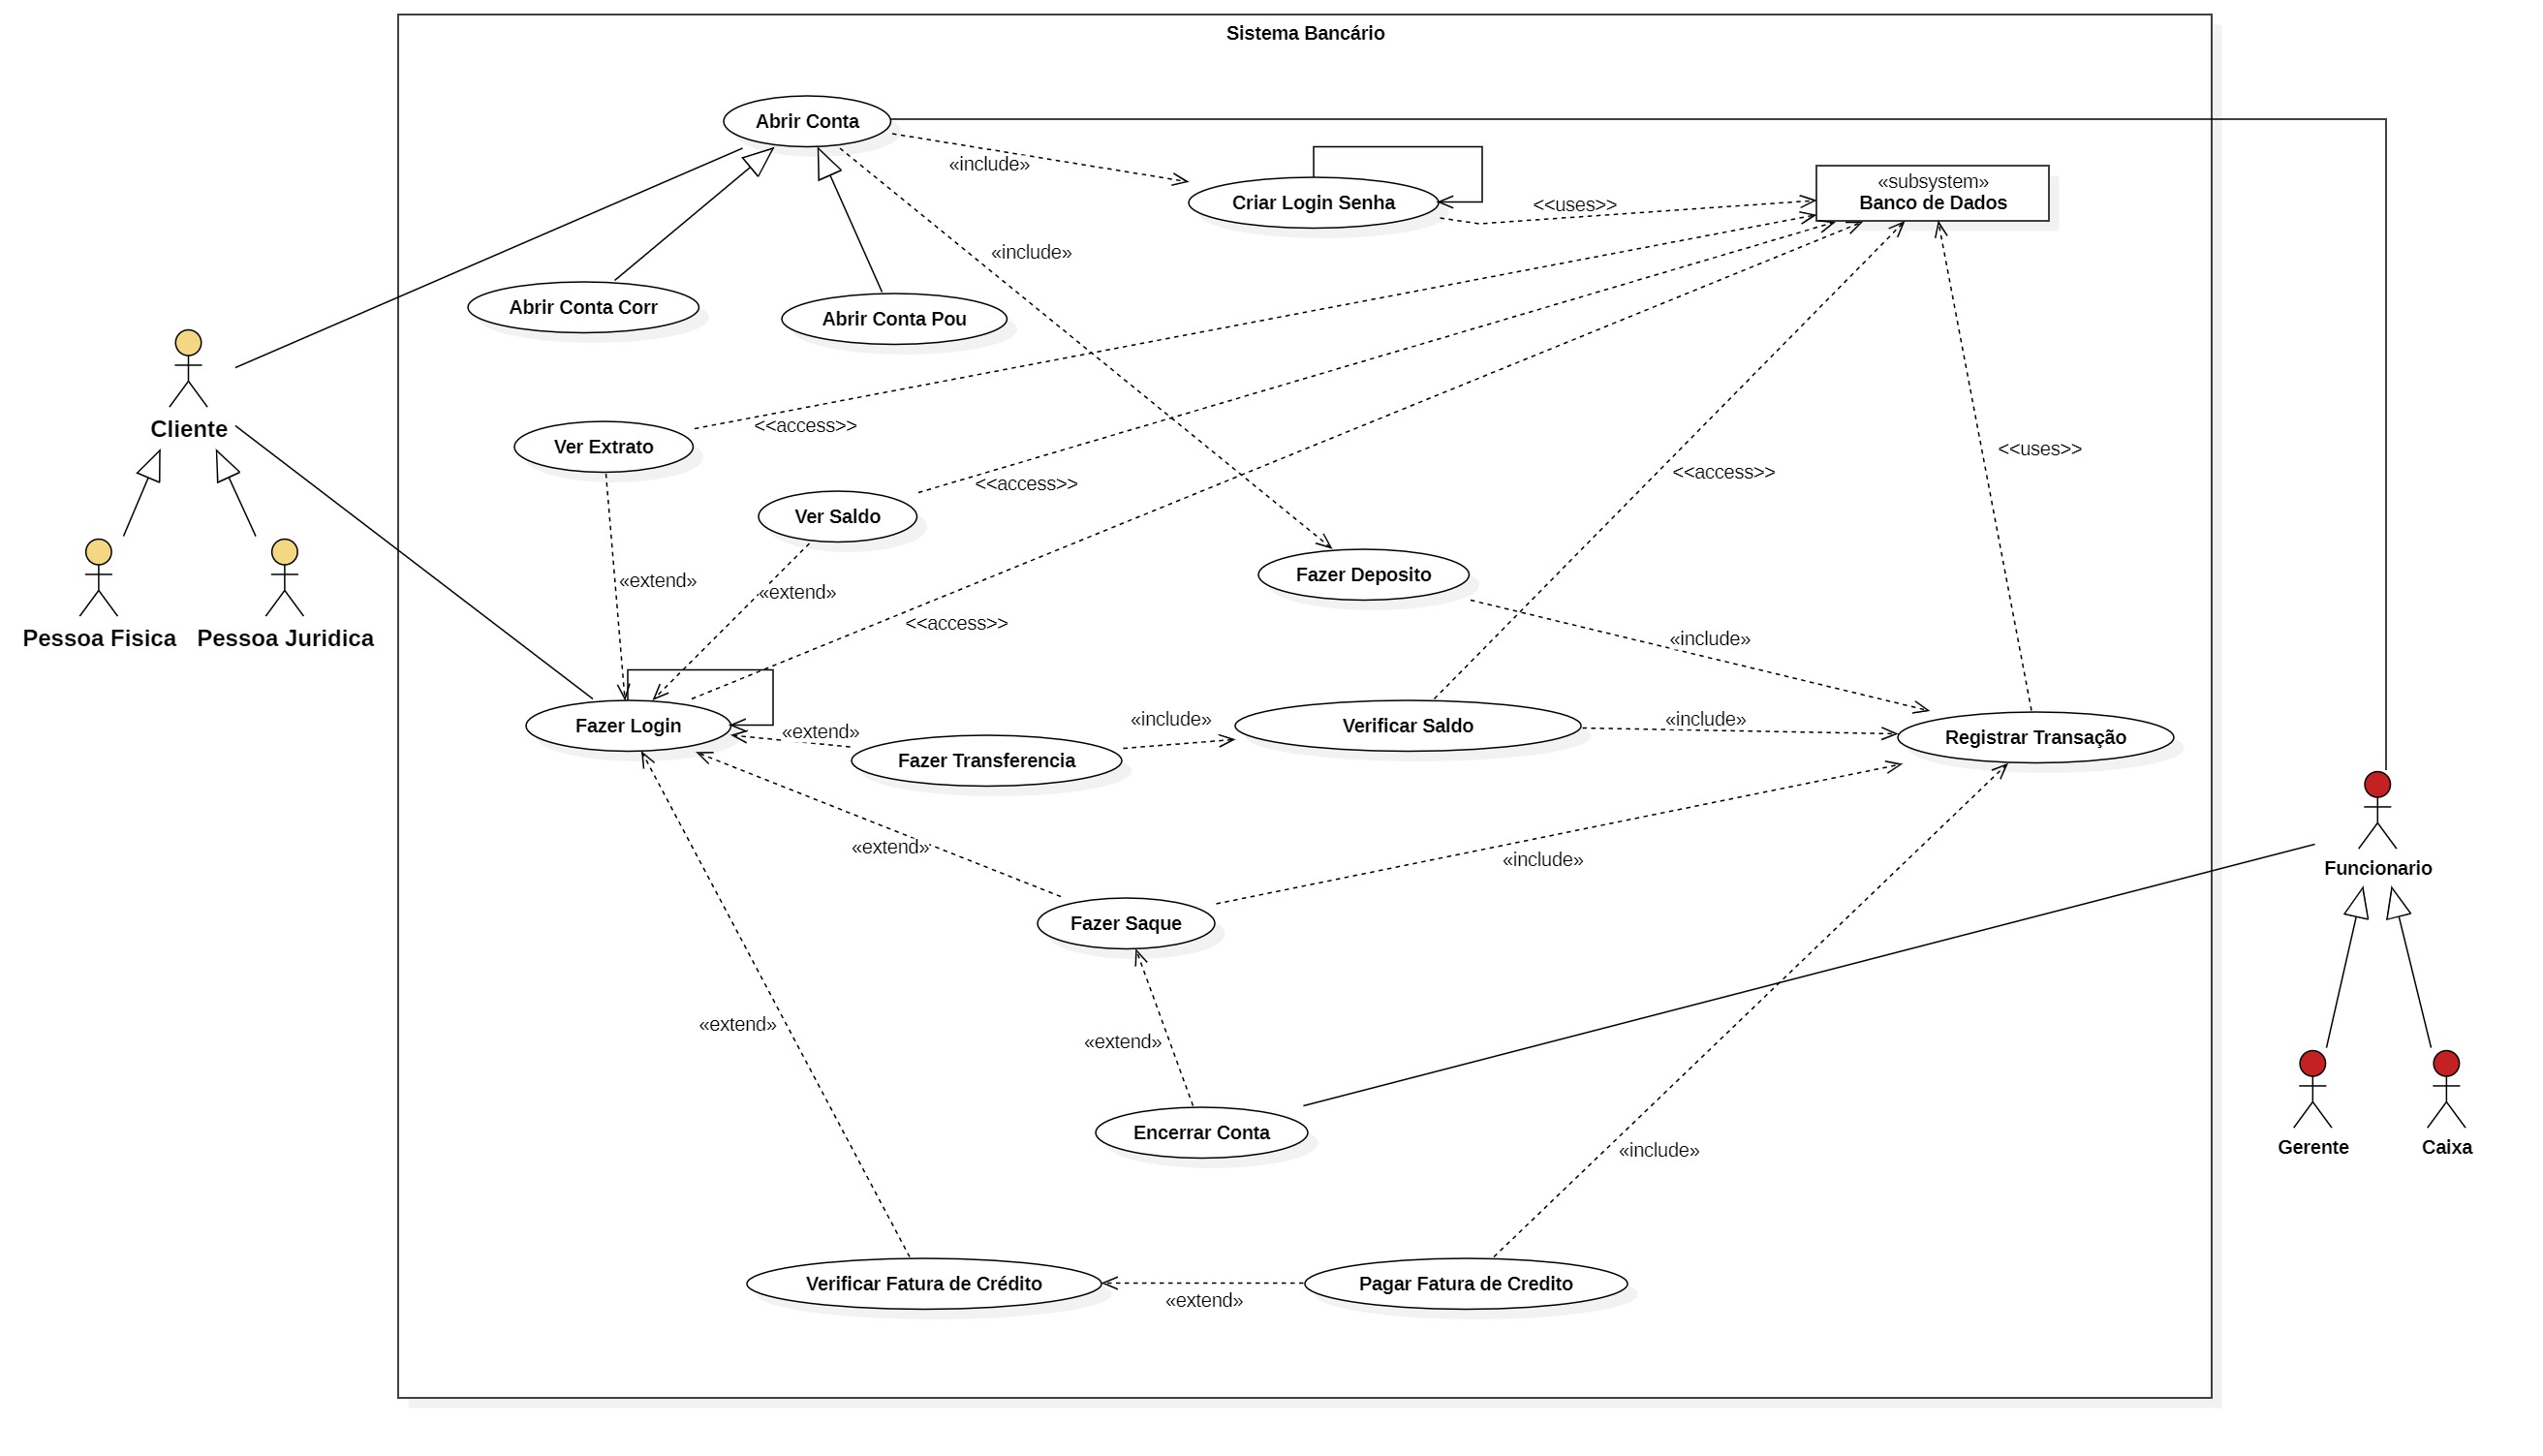 Sistema Bancário
Abrir Conta
«include»
«subsystem»
Criar Login Senha
<<uses>>
Banco de Dados
«include»
Abrir Conta Corr
Abrir Conta Pou
Cliente
<<access>>
Ver Extrato
<<uses>>
<<access>>
<<access>>
Ver Saldo
Fazer Deposito
«extend»
«extend»
<<access>>
Pessoa Fisica
Pessoa Juridica
«include»
Fazer Login
«extend»
«include»
Verificar Saldo
«include»
Registrar Transação
Fazer Transferencia
«extend»
«include»
Funcionario
Fazer Saque
«extend»
«extend»
Encerrar Conta
«include»
Gerente
Caixa
Verificar Fatura de Crédito
Pagar Fatura de Credito
«extend»